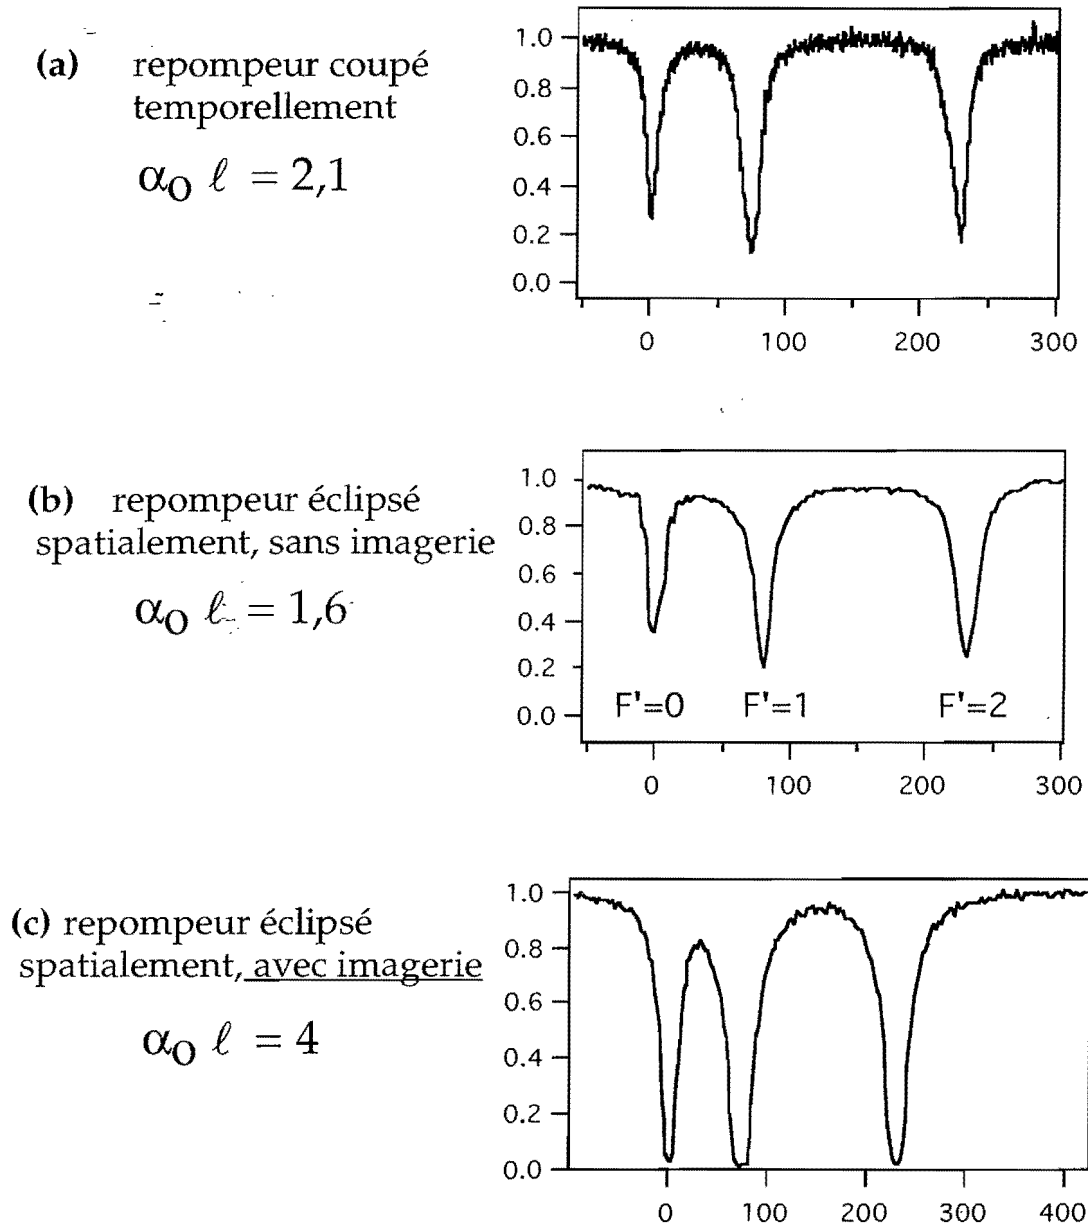 (a) repompeur coupé
temporellement
α₀ ℓ = 2,1
1.0
0.8
0.6
0.4
0.2
0.0
0 100 200 300
(b) repompeur éclipsé
spatialement, sans imagerie
α₀ ℓ = 1,6
1.0
0.8
0.6
0.4
0.2
0.0
F'=0 F'=1 F'=2
0 100 200 300
(c) repompeur éclipsé
spatialement, avec imagerie
α₀ ℓ = 4
1.0
0.8
0.6
0.4
0.2
0.0
0 100 200 300 400